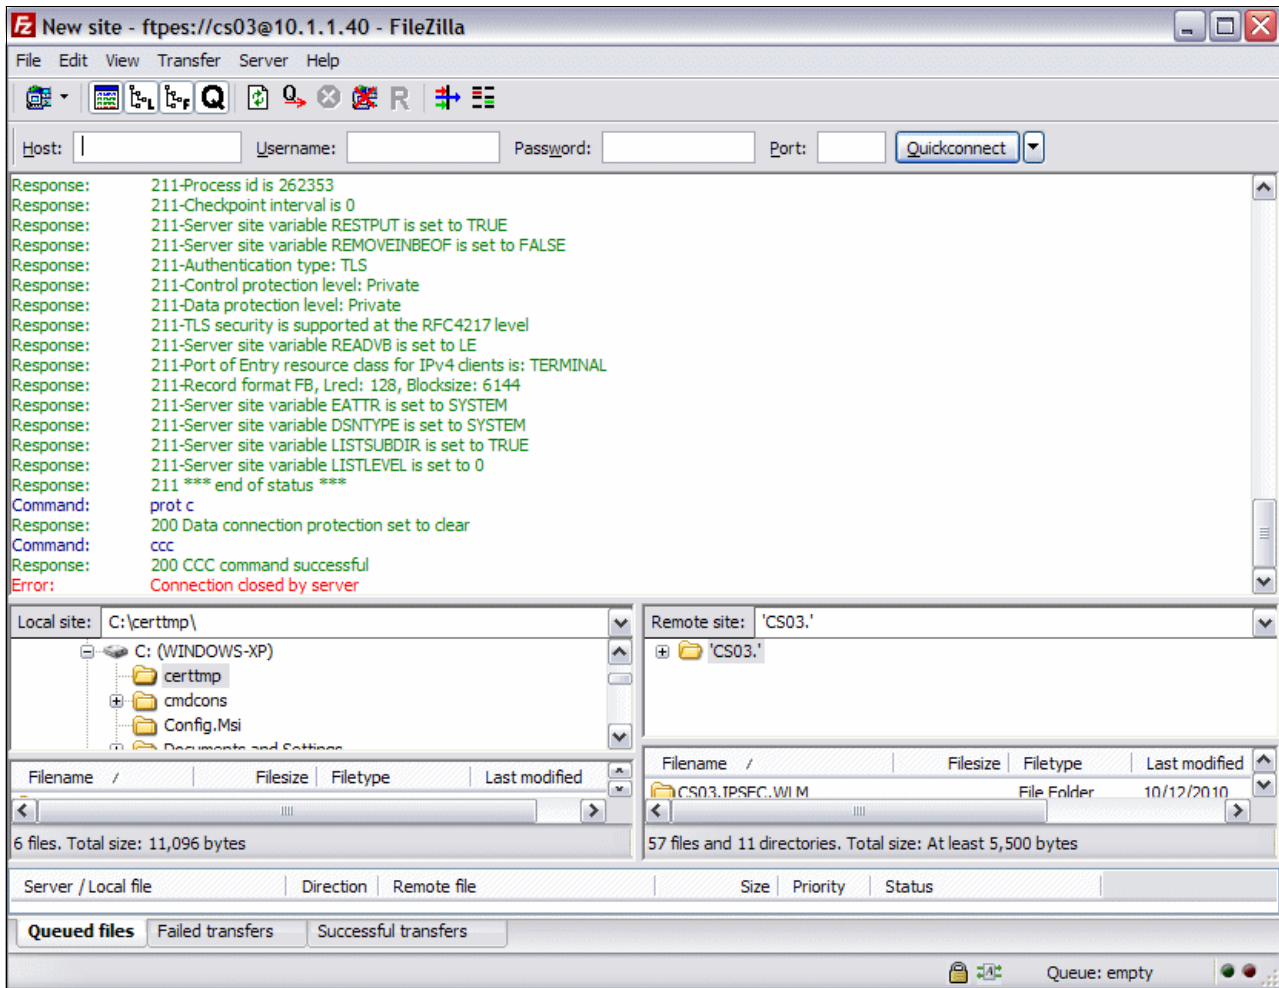 New site - ftpes://cs03@10.1.1.40 - FileZilla
File Edit View Transfer Server Help
Host: Username: Password: Port: Quickconnect
Response: 211-Process id is 262353
Response: 211-Checkpoint interval is 0
Response: 211-Server site variable RESTPUT is set to TRUE
Response: 211-Server site variable REMOVEINBEOF is set to FALSE
Response: 211-Authentication type: TLS
Response: 211-Control protection level: Private
Response: 211-Data protection level: Private
Response: 211-TLS security is supported at the RFC4217 level
Response: 211-Server site variable READVB is set to LE
Response: 211-Port of Entry resource class for IPv4 clients is: TERMINAL
Response: 211-Record format FB, Lrecl: 128, Blocksize: 6144
Response: 211-Server site variable EATTR is set to SYSTEM
Response: 211-Server site variable DSNTYPE is set to SYSTEM
Response: 211-Server site variable LISTSUBDIR is set to TRUE
Response: 211-Server site variable LISTLEVEL is set to 0
Response: 211 *** end of status ***
Command: prot c
Response: 200 Data connection protection set to clear
Command: ccc
Response: 200 CCC command successful
Error: Connection closed by server
Local site: C:\certtmp\
C: (WINDOWS-XP)
certtmp
cmdcons
Config.Msi
Documents and Settings
Filename / Filesize Filetype Last modified
6 files. Total size: 11,096 bytes
Remote site: 'CS03.'
'CS03.'
Filename / Filesize Filetype Last modified
CS03.IPSEC.WLM File Folder 10/12/2010
57 files and 11 directories. Total size: At least 5,500 bytes
Server / Local file Direction Remote file Size Priority Status
Queued files Failed transfers Successful transfers
Queue: empty